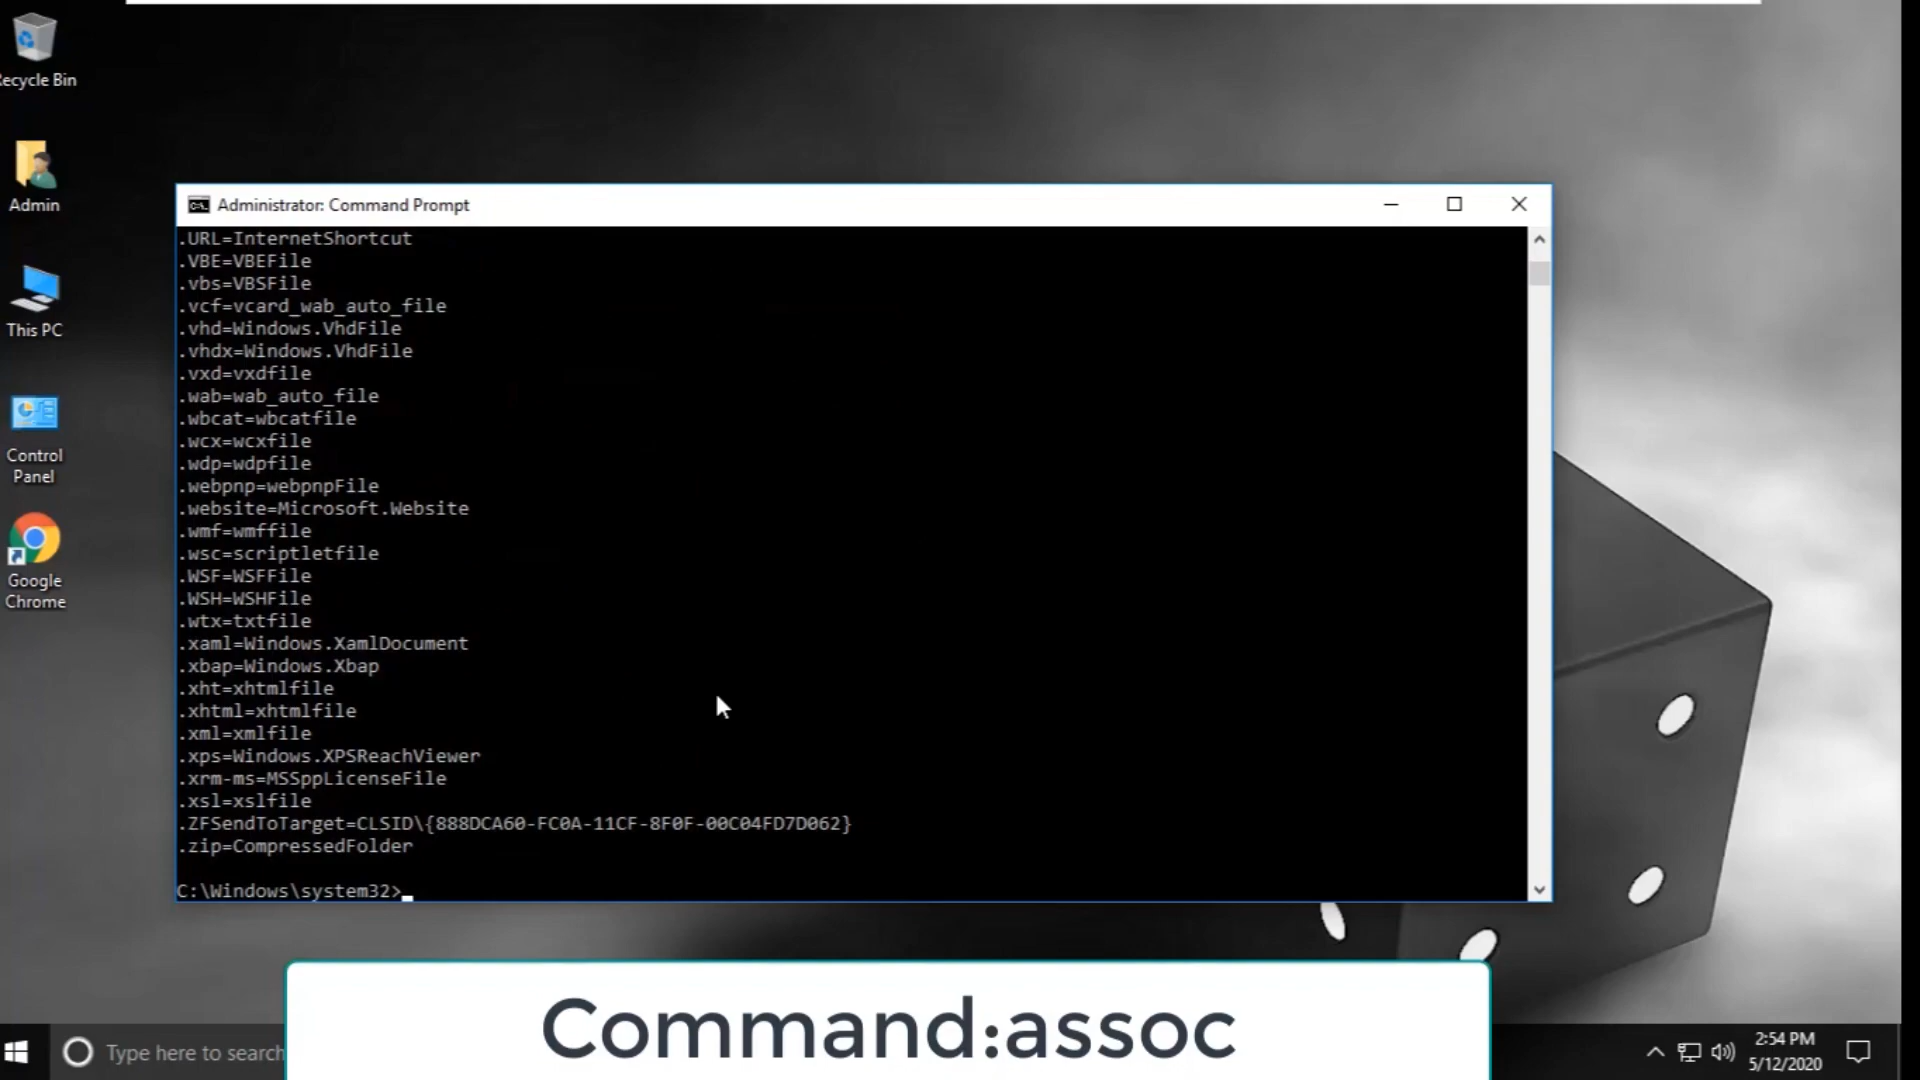 Recycle Bin
Admin
This PC
Control
Panel
Google
Chrome
Administrator: Command Prompt
.URL=InternetShortcut
.VBE=VBEFile
.vbs=VBSFile
.vcf=vcard_wab_auto_file
.vhd=Windows.VhdFile
.vhdx=Windows.VhdFile
.vxd=vxdfile
.wab=wab_auto_file
.wbcat=wbcatfile
.wcx=wcxfile
.wdp=wdpfile
.webpnp=webpnpFile
.website=Microsoft.Website
.wmf=wmffile
.wsc=scriptletfile
.WSF=WSFFile
.WSH=WSHFile
.wtx=txtfile
.xaml=Windows.XamlDocument
.xbap=Windows.Xbap
.xht=xhtmlfile
.xhtml=xhtmlfile
.xml=xmlfile
.xps=Windows.XPSReachViewer
.xrm-ms=MSSppLicenseFile
.xsl=xslfile
.ZFSendToTarget=CLSID\{888DCA60-FC0A-11CF-8F0F-00C04FD7D062}
.zip=CompressedFolder
C:\Windows\system32>
Command:assoc
Type here to search
2:54 PM
5/12/2020